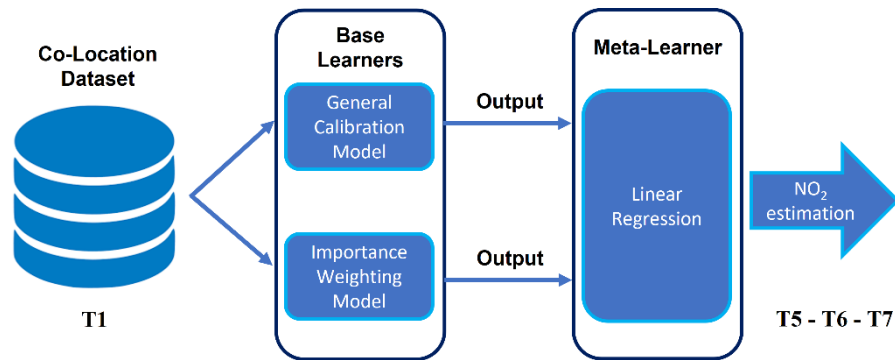 Co-Location
Dataset
T1
Base
Learners
General
Calibration
Model
Importance
Weighting
Model
Output
Output
Meta-Learner
Linear
Regression
NO₂
estimation
T5 - T6 - T7